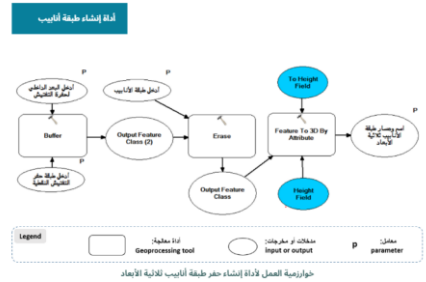 أداة إنشاء طبقة أنابيب
P
P
To Height
Field
أدخل البعد الداخلي
لحفرة التفتيش
أدخل طبقة الأنابيب
P
Buffer
Output Feature
Class (2)
Erase
Feature To 3D By
Attribute
اسم ومسار طبقة
الأنابيب ثلاثية
الأبعاد
P
أدخل طبقة حفر
التفتيش النقطية
Output Feature
Class
Height
Field
Legend
أداة معالجة:
Geoprocessing tool
مدخلات أو مخرجات:
input or output
P
معامل:
parameter
خوارزمية العمل لأداة إنشاء حفر طبقة أنابيب ثلاثية الأبعاد